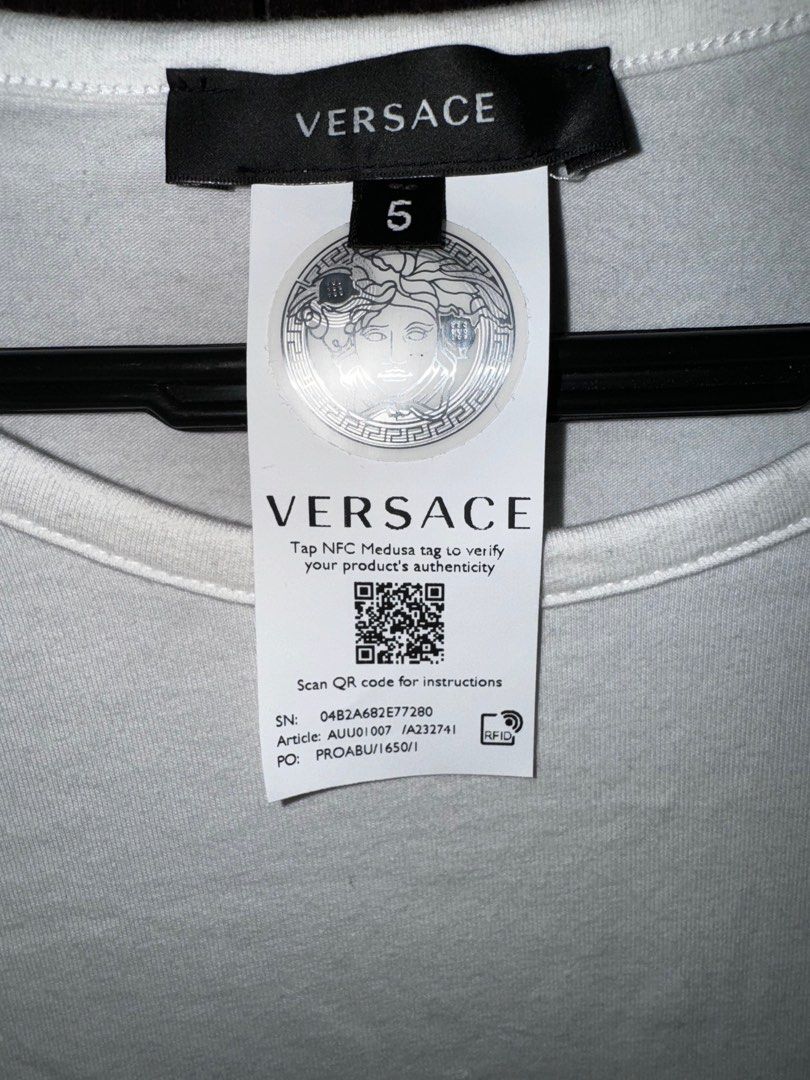 VERSACE
5
VERSACE
Tap NFC Medusa tag to verify
your product's authenticity
Scan QR code for instructions
SN: 04B2A682E77280
Article: AUU01007 /A232741
PO: PROABU/1650/1
RFID